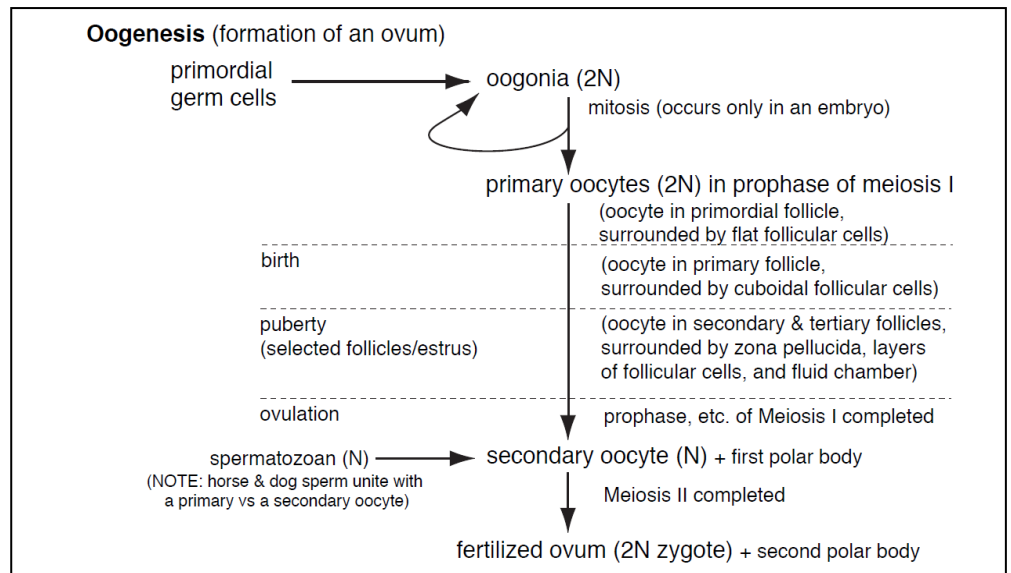 Oogenesis (formation of an ovum)
primordial
germ cells
oogonia (2N)
mitosis (occurs only in an embryo)
primary oocytes (2N) in prophase of meiosis I
(oocyte in primordial follicle,
surrounded by flat follicular cells)
birth
(oocyte in primary follicle,
surrounded by cuboidal follicular cells)
puberty
(selected follicles/estrus)
(oocyte in secondary & tertiary follicles,
surrounded by zona pellucida, layers
of follicular cells, and fluid chamber)
ovulation
prophase, etc. of Meiosis I completed
spermatozoan (N)
(NOTE: horse & dog sperm unite with
a primary vs a secondary oocyte)
secondary oocyte (N) + first polar body
Meiosis II completed
fertilized ovum (2N zygote) + second polar body